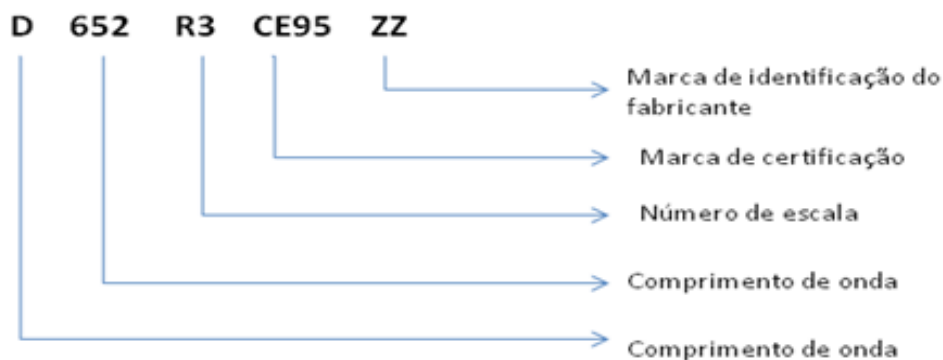 D 652 R3 CE95 ZZ
Marca de identificação do
fabricante
Marca de certificação
Número de escala
Comprimento de onda
Comprimento de onda